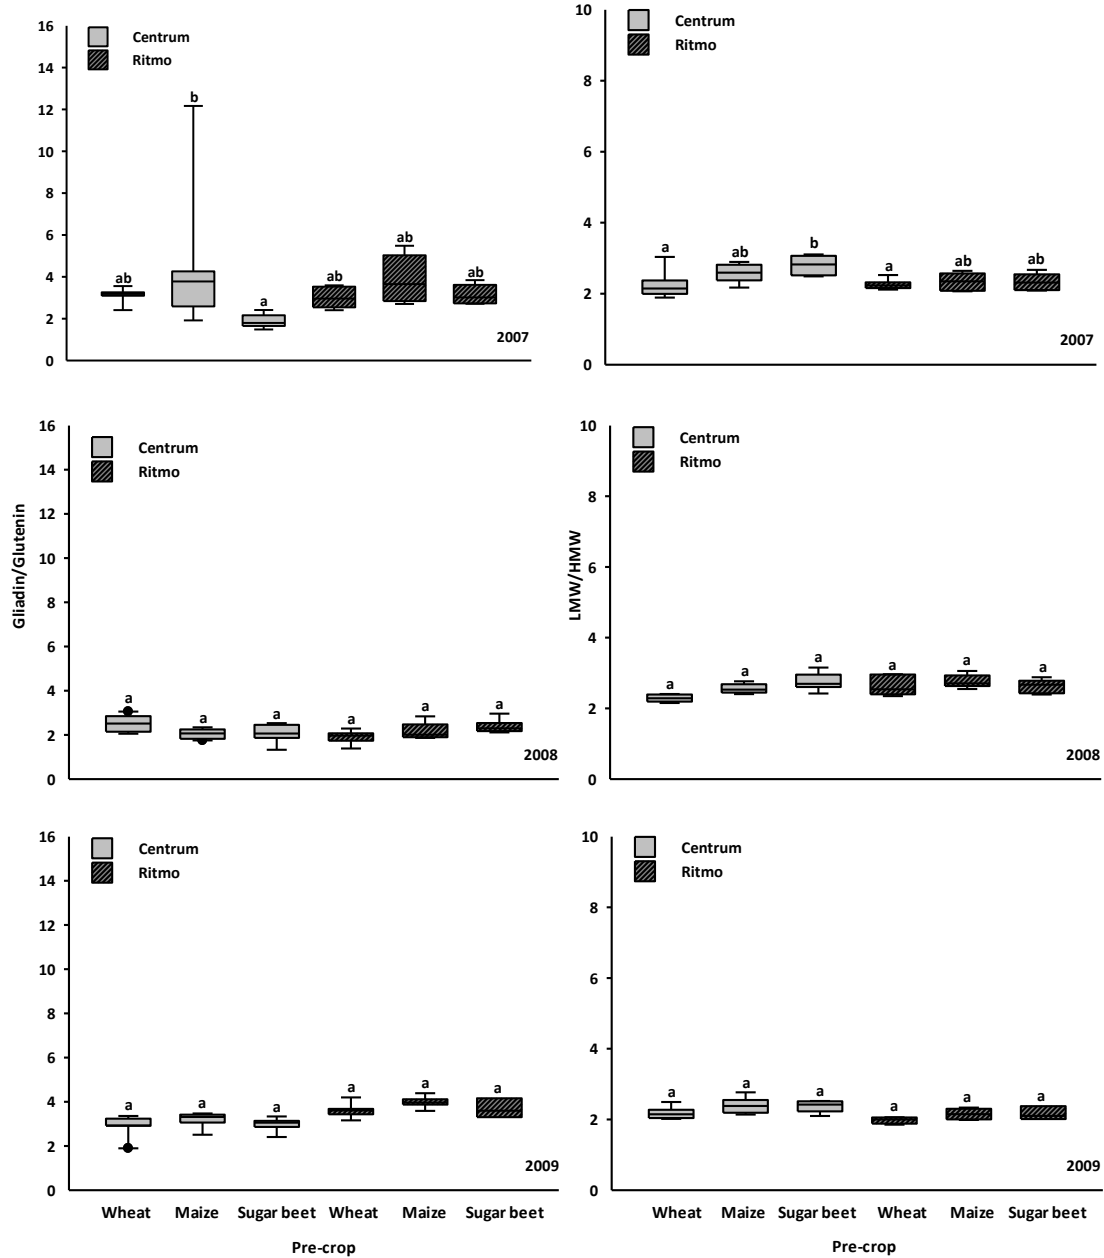 16
14
12
10
8
6
4
2
0
Centrum
Ritmo
ab
b
a
ab
ab
ab
2007
10
8
6
4
2
0
Centrum
Ritmo
a
ab
b
a
ab
ab
2007
Gliadin/Glutenin
16
14
12
10
8
6
4
2
0
Centrum
Ritmo
a
a
a
a
a
a
2008
LMW/HMW
10
8
6
4
2
0
Centrum
Ritmo
a
a
a
a
a
a
2008
16
14
12
10
8
6
4
2
0
Centrum
Ritmo
a
a
a
a
a
a
2009
Wheat Maize Sugar beet Wheat Maize Sugar beet
Pre-crop
10
8
6
4
2
0
Centrum
Ritmo
a
a
a
a
a
a
2009
Wheat Maize Sugar beet Wheat Maize Sugar beet
Pre-crop